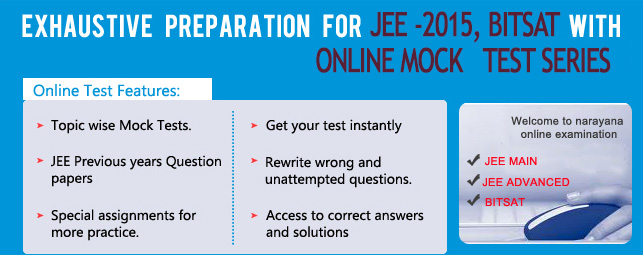 EXHAUSTIVE PREPARATION FOR JEE -2015, BITSAT WITH
ONLINE MOCK TEST SERIES
Online Test Features:
Topic wise Mock Tests.
JEE Previous years Question
papers
Special assignments for
more practice.
Get your test instantly
Rewrite wrong and
unattempted questions.
Access to correct answers
and solutions
Welcome to narayana
online examination
JEE MAIN
JEE ADVANCED
BITSAT